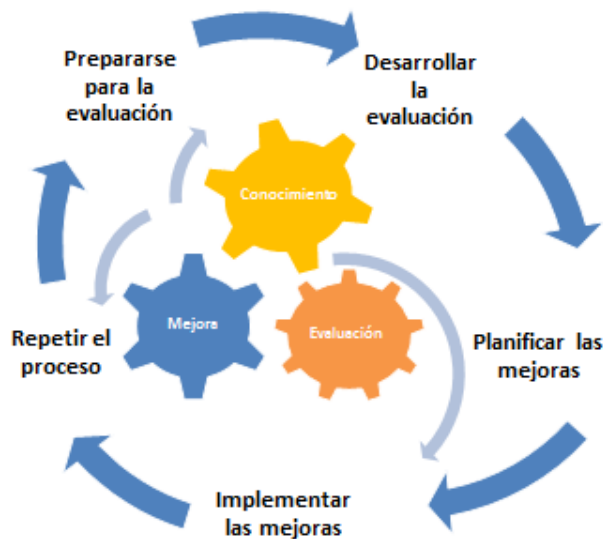 Prepararse
para la
evaluación
Desarrollar
la
evaluación
Conocimiento
Mejora
Evaluación
Repetir el
proceso
Planificar las
mejoras
Implementar
las mejoras